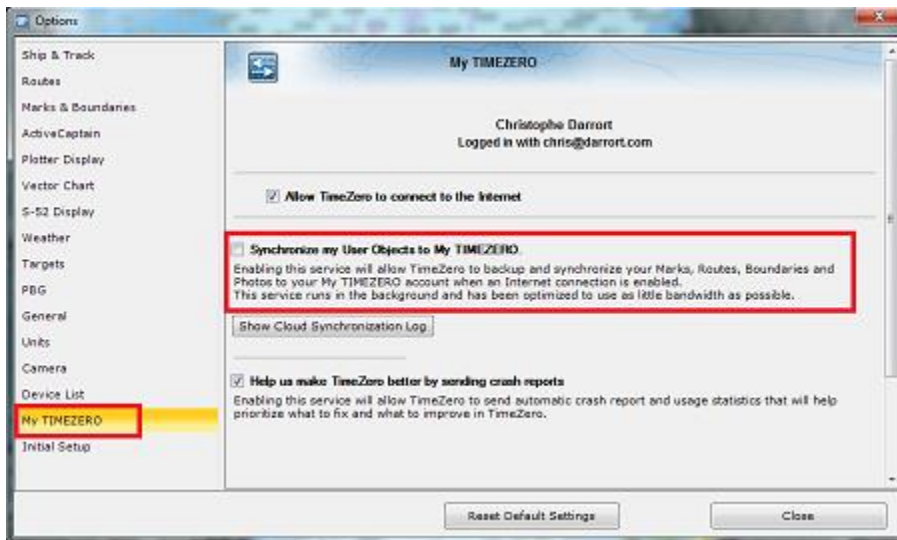 Options
Ship & Track
Routes
Marks & Boundaries
ActiveCaptain
Plotter Display
Vector Chart
S-52 Display
Weather
Targets
PBG
General
Units
Camera
Device List
My TIMEZERO
Initial Setup
My TIMEZERO
Christophe Darrort
Logged in with chris@darrort.com
Allow TimeZero to connect to the Internet
Synchronize my User Objects to My TIMEZERO.
Enabling this service will allow TimeZero to backup and synchronize your Marks, Routes, Boundaries and
Photos to your My TIMEZERO account when an Internet connection is enabled.
This service runs in the background and has been optimized to use as little bandwidth as possible.
Show Cloud Synchronization Log
Help us make TimeZero better by sending crash reports
Enabling this service will allow TimeZero to send automatic crash report and usage statistics that will help
prioritize what to fix and what to improve in TimeZero.
Reset Default Settings
Close